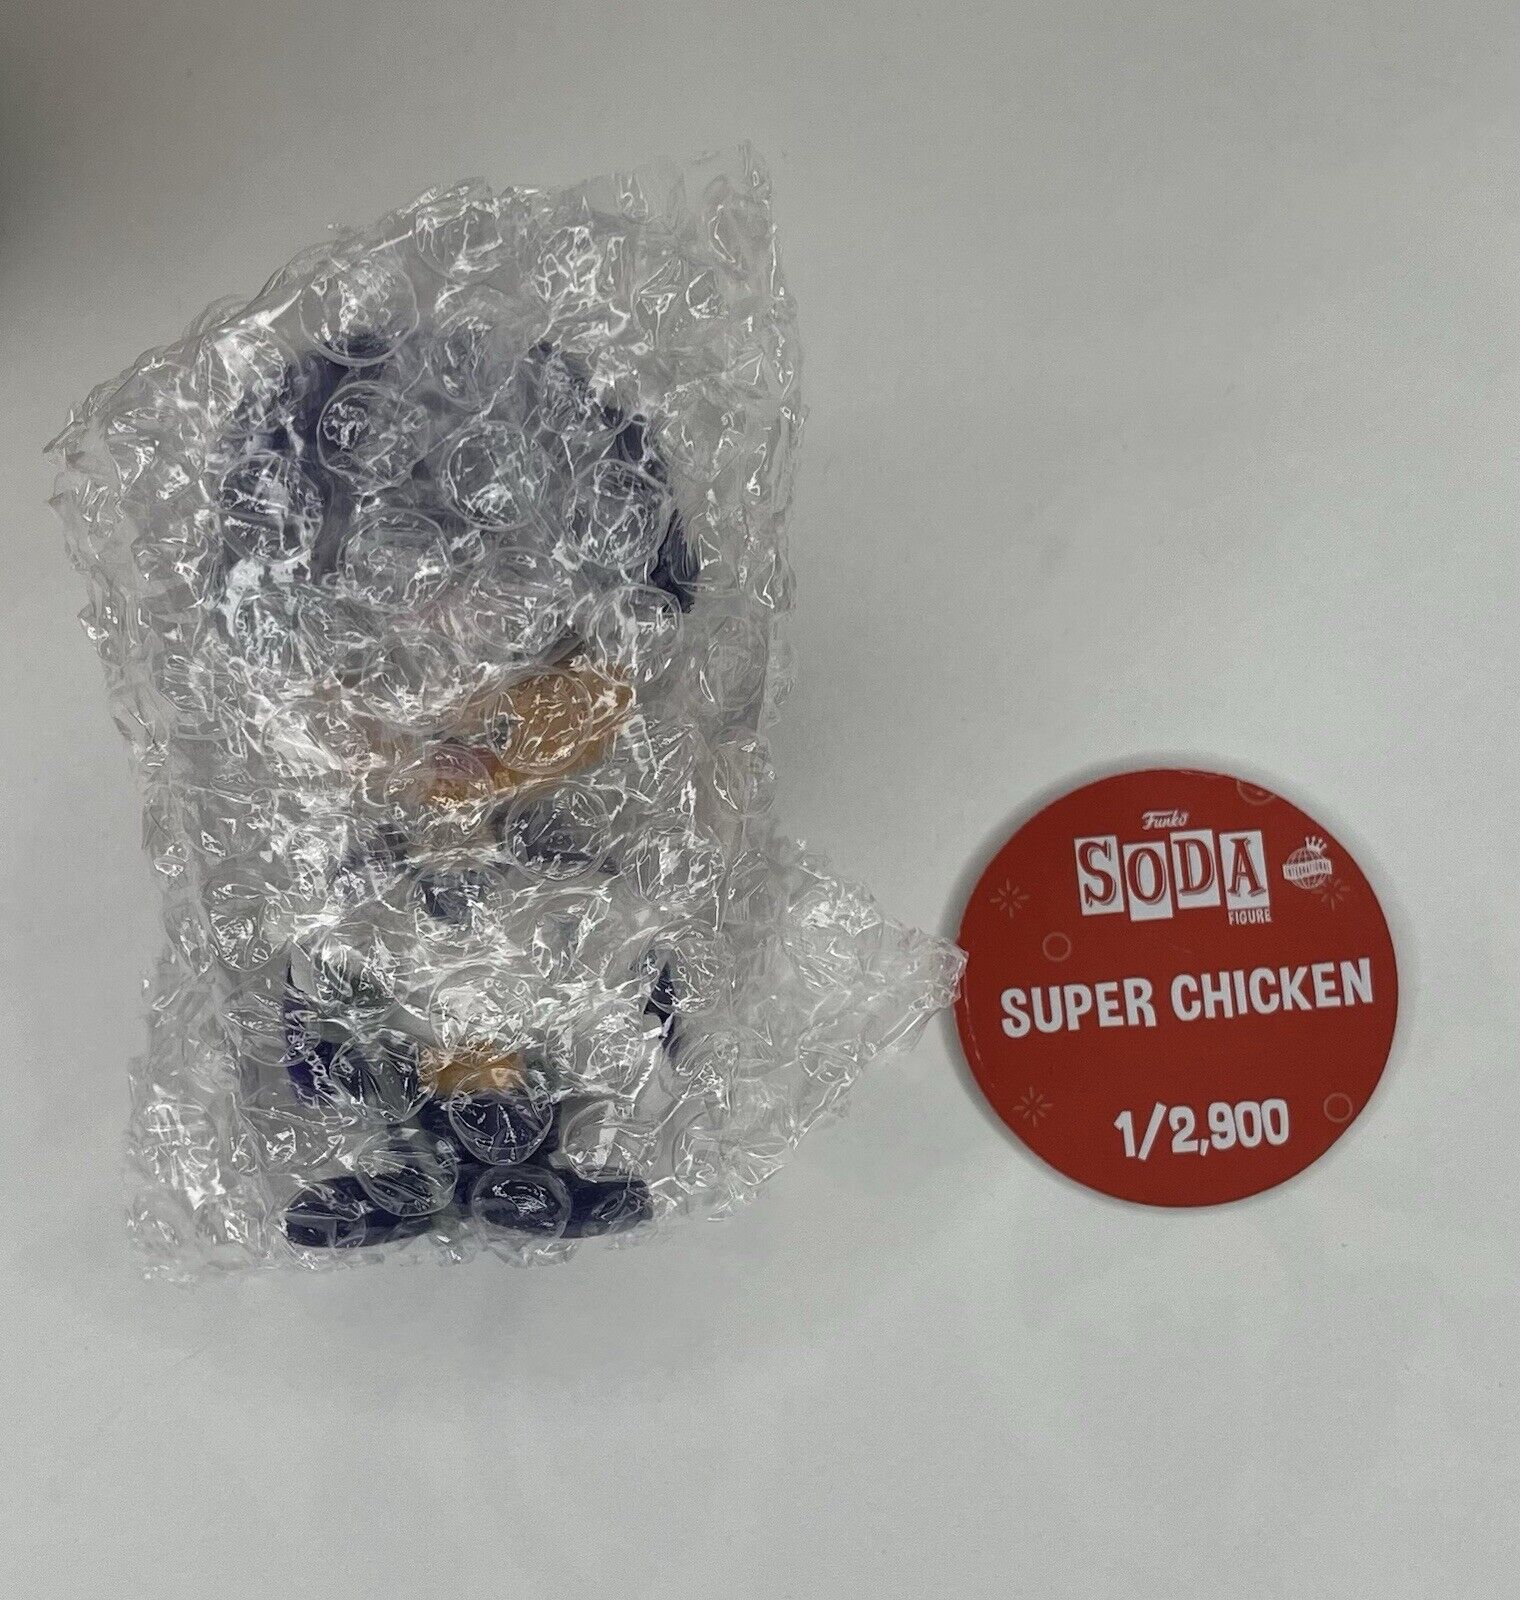 Funko
SODA
FIGURE
INTERNATIONAL
SUPER CHICKEN
1/2,900